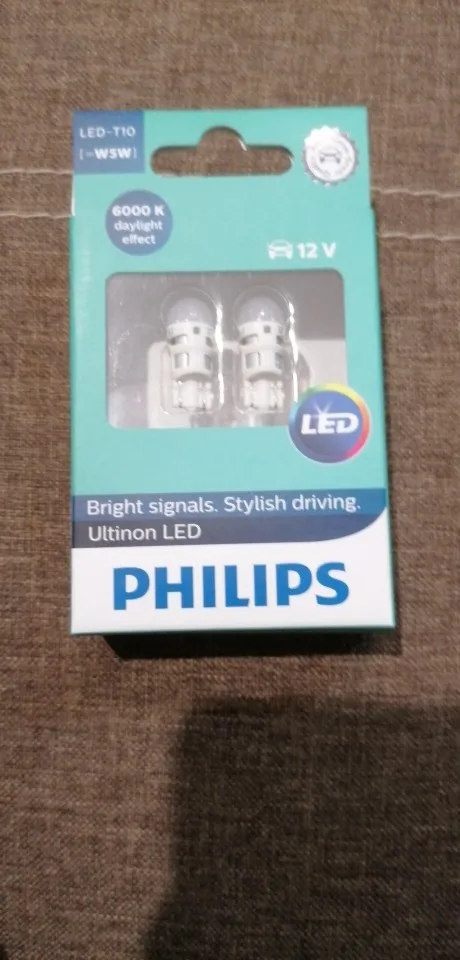 LED-T10
[~W5W]
6000 K
daylight
effect
12 V
LED
Bright signals. Stylish driving.
Ultinon LED
PHILIPS